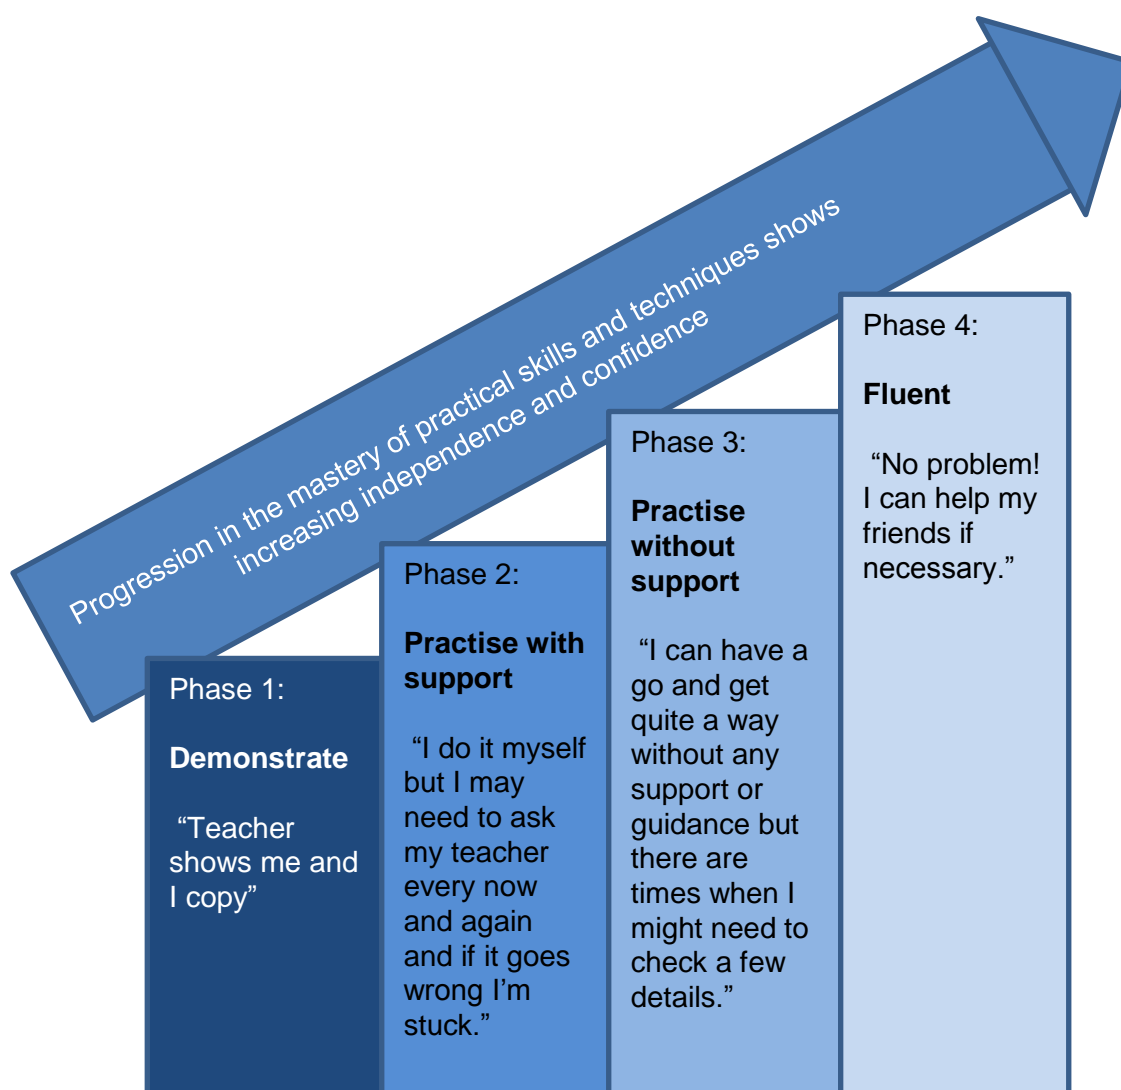 Progression in the mastery of practical skills and techniques shows
increasing independence and confidence
Phase 1:
Demonstrate
“Teacher
shows me and
I copy”
Phase 2:
Practise with
support
“I do it myself
but I may
need to ask
my teacher
every now
and again
and if it goes
wrong I’m
stuck.”
Phase 3:
Practise
without
support
“I can have a
go and get
quite a way
without any
support or
guidance but
there are
times when I
might need to
check a few
details.”
Phase 4:
Fluent
“No problem!
I can help my
friends if
necessary.”